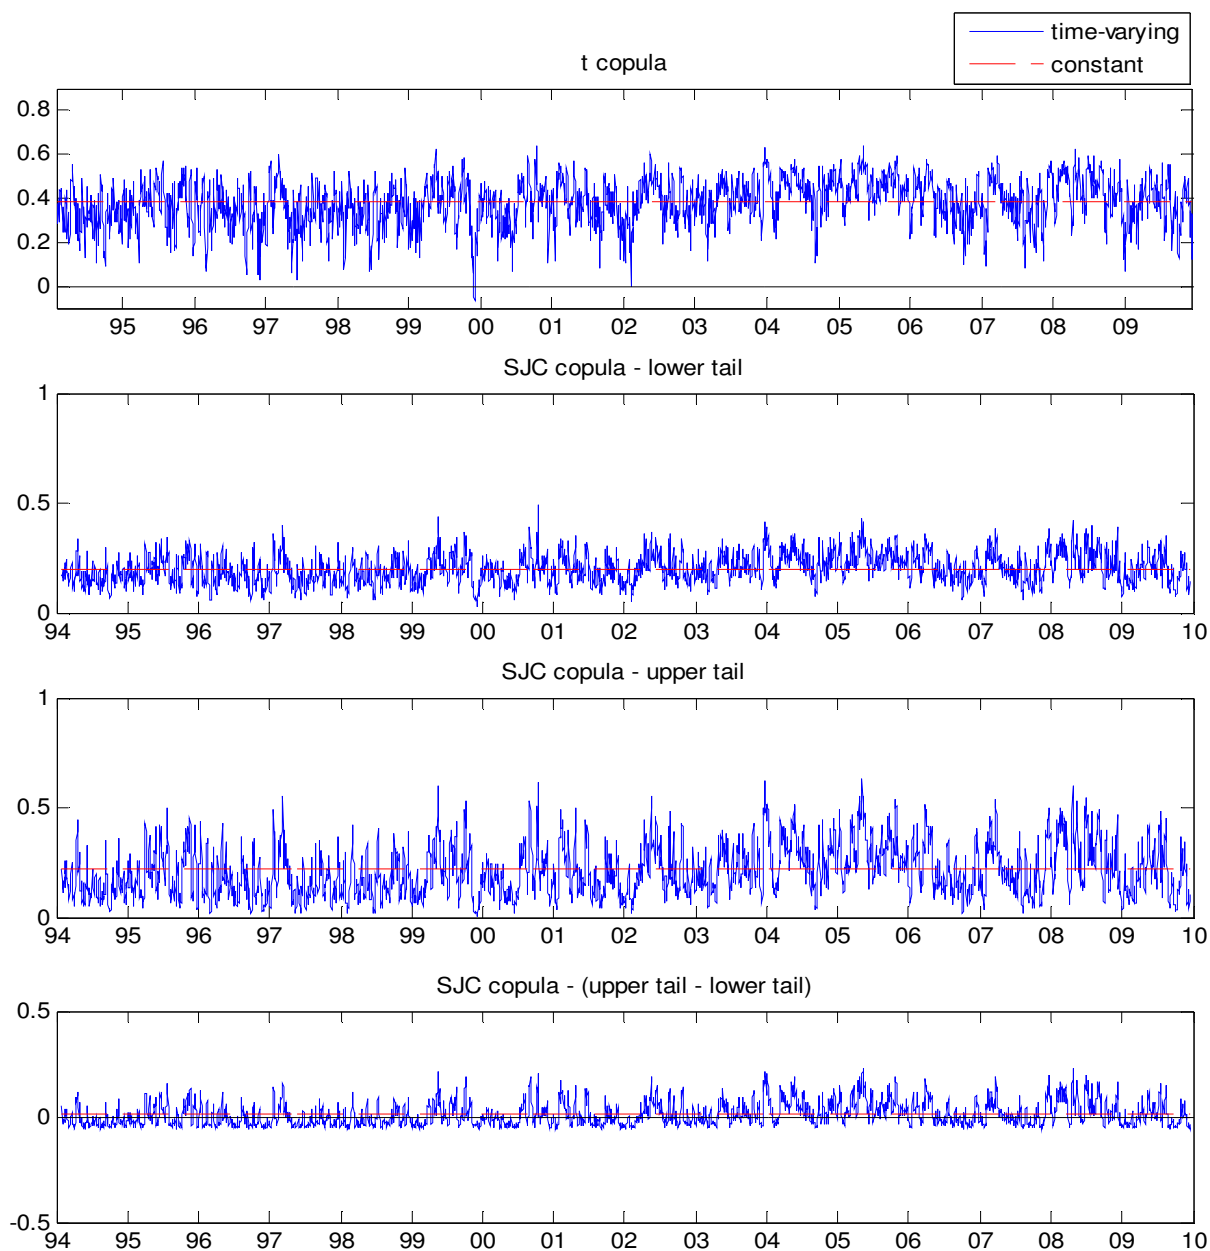 time-varying
constant
t copula
0.8
0.6
0.4
0.2
0
95 96 97 98 99 00 01 02 03 04 05 06 07 08 09
SJC copula - lower tail
1
0.5
0
94 95 96 97 98 99 00 01 02 03 04 05 06 07 08 09 10
SJC copula - upper tail
1
0.5
0
94 95 96 97 98 99 00 01 02 03 04 05 06 07 08 09 10
SJC copula - (upper tail - lower tail)
0.5
0
-0.5
94 95 96 97 98 99 00 01 02 03 04 05 06 07 08 09 10